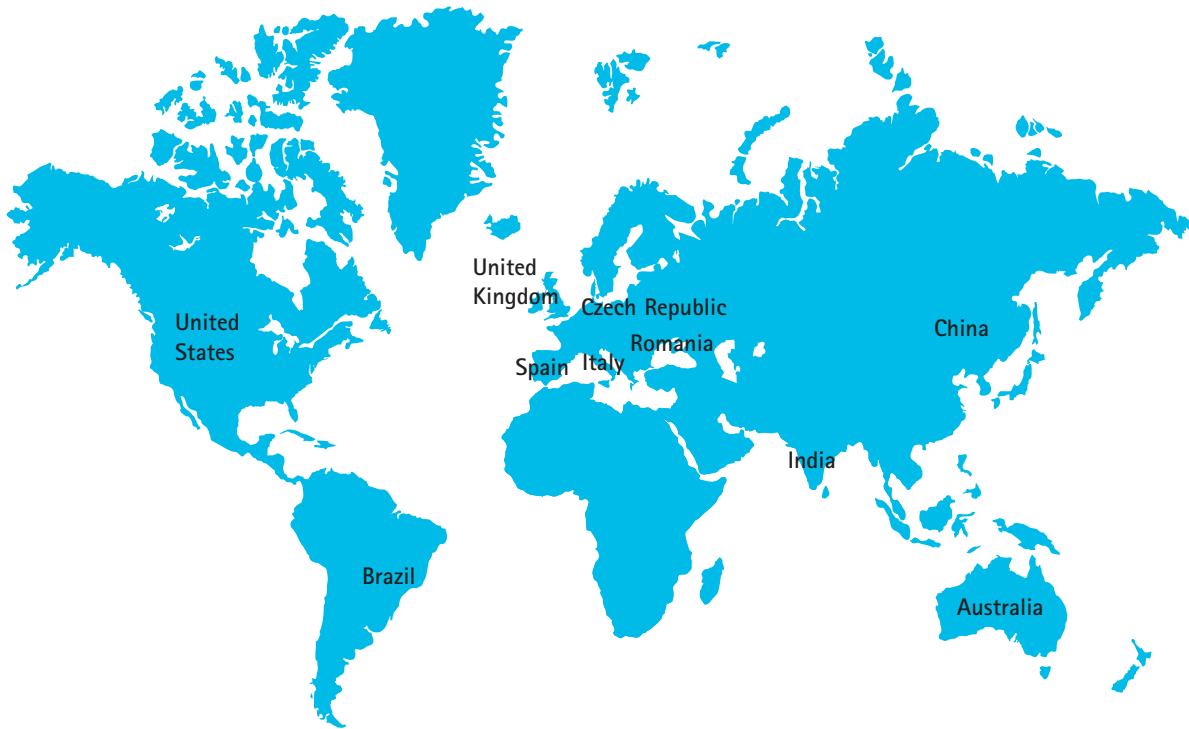 United
Kingdom
Czech Republic
United
States
China
Romania
Spain
Italy
India
Brazil
Australia